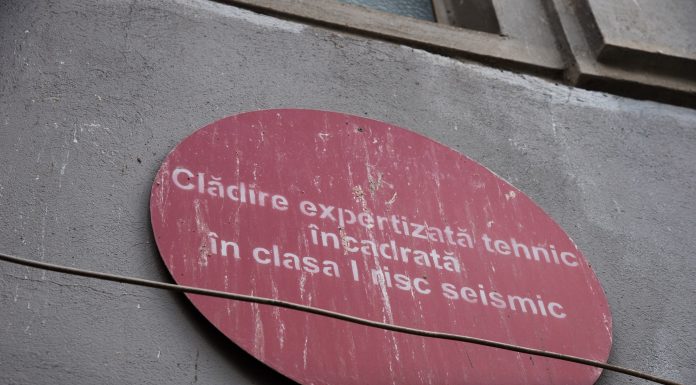 Clădire expertizată tehnic
încadrată
în clasa I risc seismic